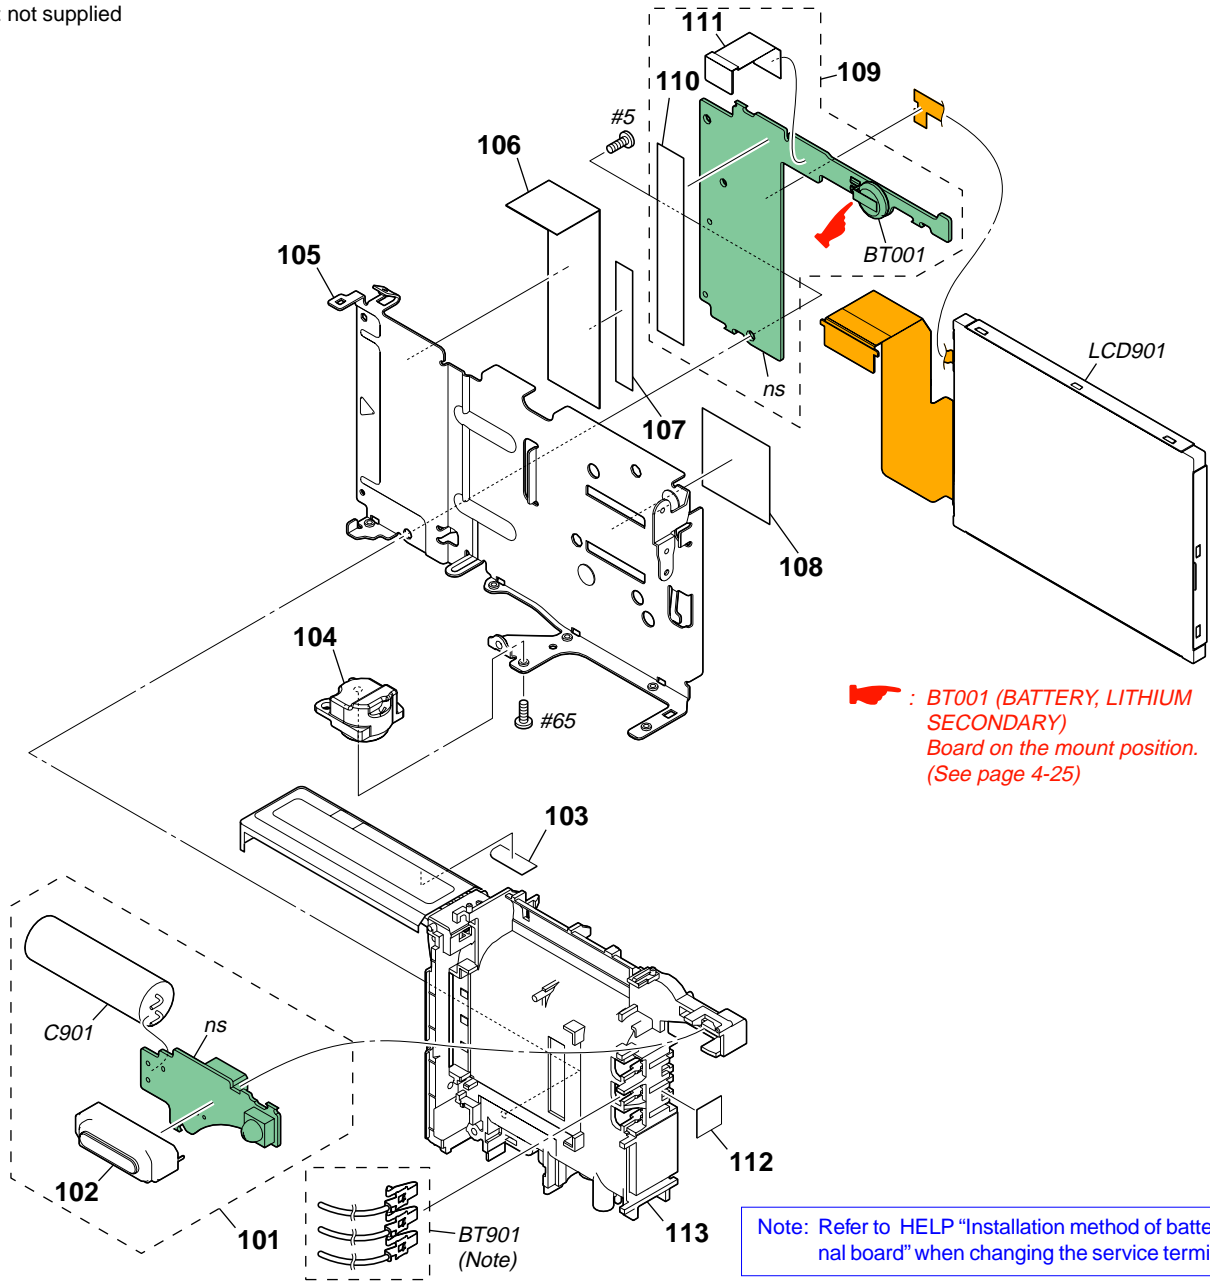 : not supplied
111
109
110
#5
106
BT001
105
LCD901
ns
107
108
104
#65
: BT001 (BATTERY, LITHIUM
SECONDARY)
Board on the mount position.
(See page 4-25)
103
C901
ns
102
101
BT901
(Note)
112
113
Note: Refer to HELP “Installation method of batte
nal board” when changing the service termi